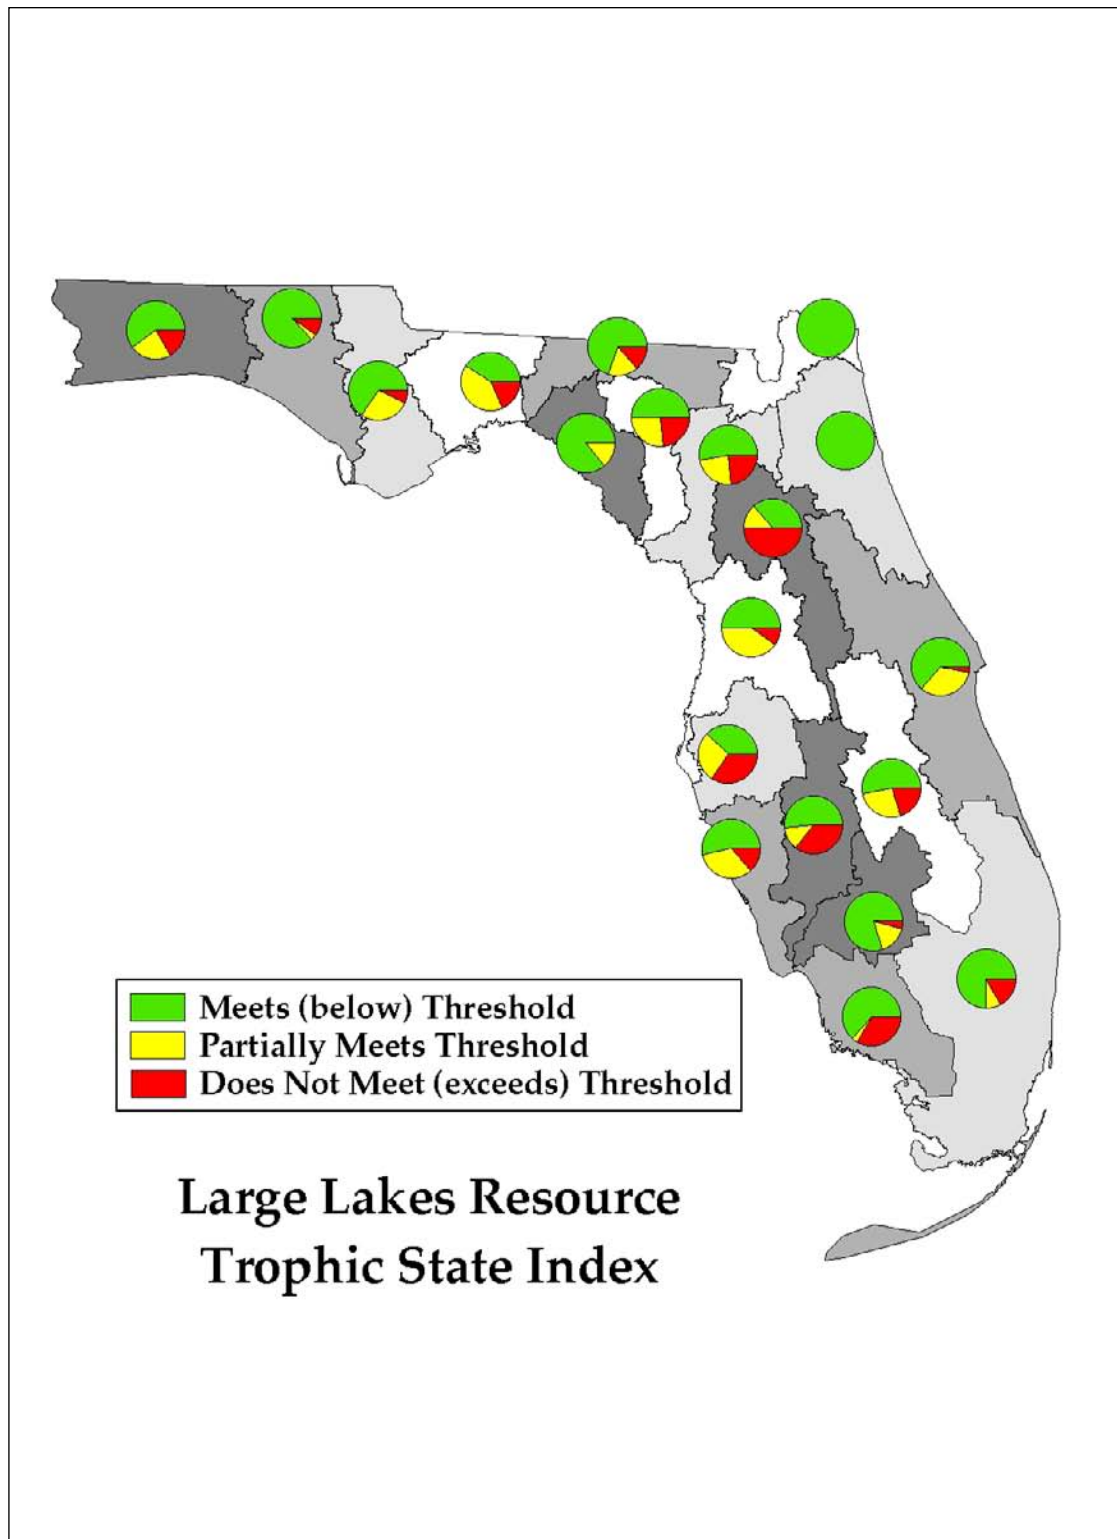 Meets (below) Threshold
Partially Meets Threshold
Does Not Meet (exceeds) Threshold
Large Lakes Resource
Trophic State Index